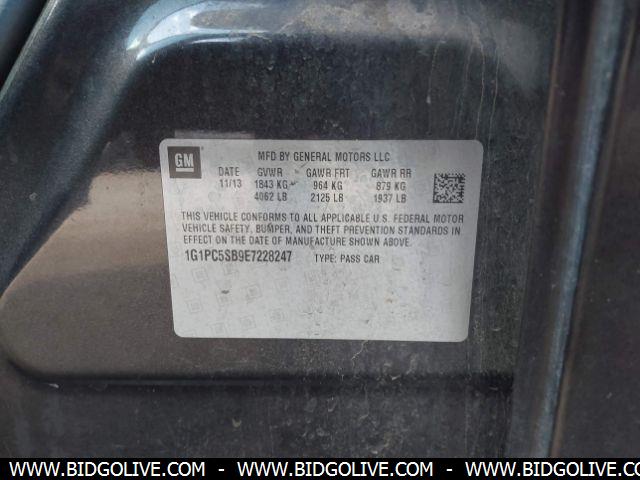 GM
MFD BY GENERAL MOTORS LLC
DATE GVWR GAWR FRT GAWR RR
11/13 1843 KG 964 KG 879 KG
4062 LB 2125 LB 1937 LB
THIS VEHICLE CONFORMS TO ALL APPLICABLE U.S. FEDERAL MOTOR
VEHICLE SAFETY, BUMPER, AND THEFT PREVENTION STANDARDS IN
EFFECT ON THE DATE OF MANUFACTURE SHOWN ABOVE.
1G1PC5SB9E7228247 TYPE: PASS CAR
WWW.BIDGOLIVE.COM - WWW.BIDGOLIVE.COM - WWW.BIDGOLIVE.COM